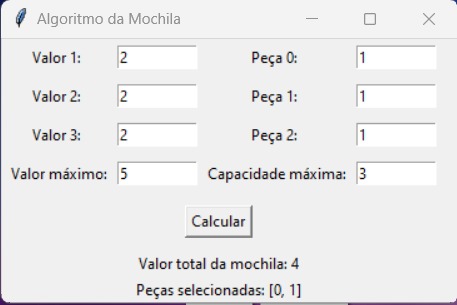 Algoritmo da Mochila
Valor 1: 2 Peça 0: 1
Valor 2: 2 Peça 1: 1
Valor 3: 2 Peça 2: 1
Valor máximo: 5 Capacidade máxima: 3
Calcular
Valor total da mochila: 4
Peças selecionadas: [0, 1]